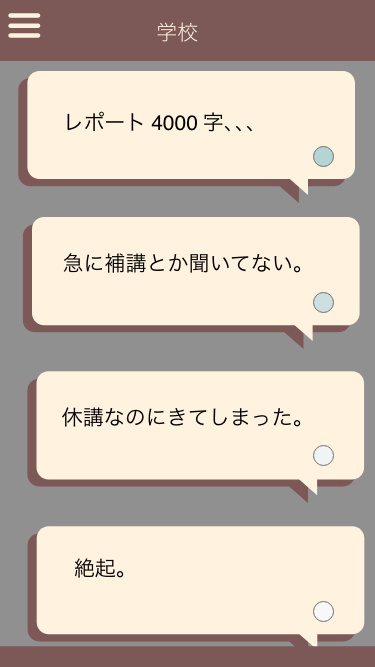 学校
レポート 4000 字、、、
急に補講とか聞いてない。
休講なのにきてしまった。
絶起。